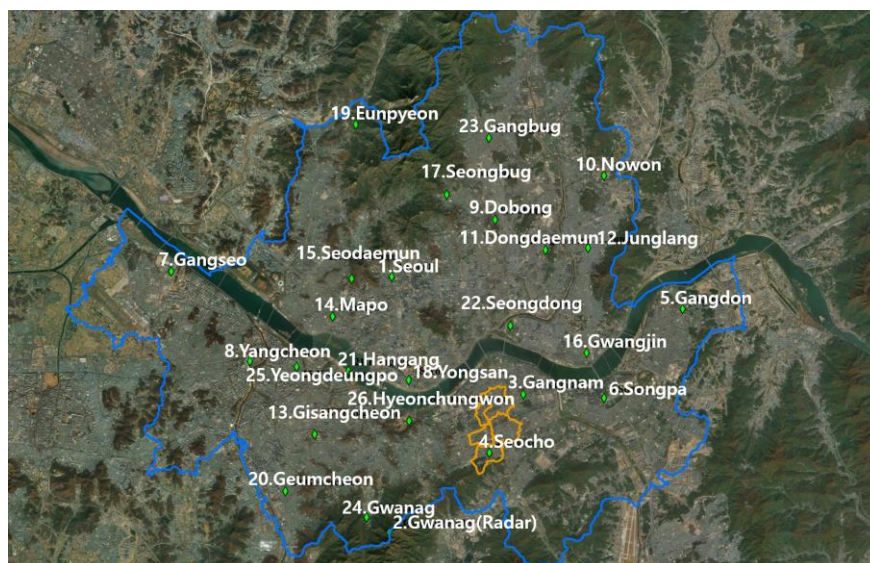 19.Eunpyeon
23.Gangbug
17.Seongbug
10.Nowon
9.Dobong
11.Dongdaemun
12.Junglang
7.Gangseo
15.Seodaemun
1.Seoul
5.Gangdon
14.Mapo
22.Seongdong
16.Gwangjin
8.Yangcheon
21.Hangang
25.Yeongdeungpo
18.Yongsan
3.Gangnam
6.Songpa
26.Hyeonchungwon
13.Gisangcheon
4.Seocho
20.Geumcheon
24.Gwanag
2.Gwanag(Radar)